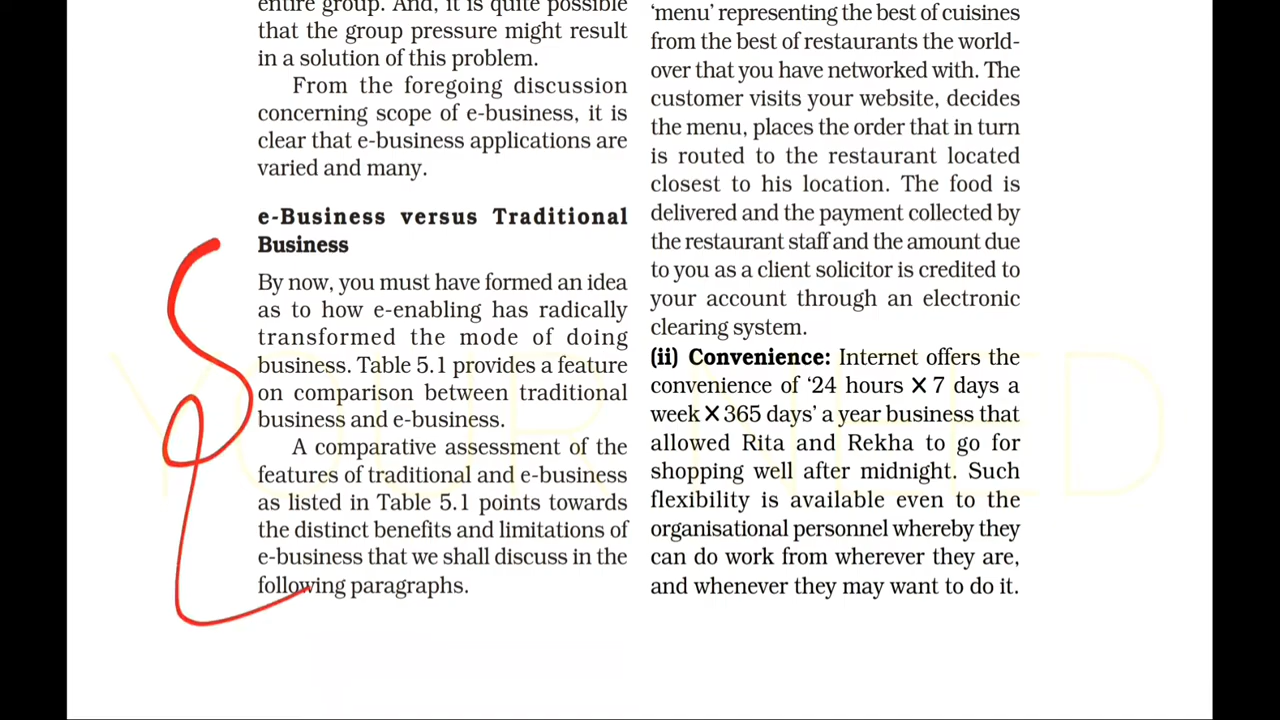 entire group. And, it is quite possible
that the group pressure might result
in a solution of this problem.
From the foregoing discussion
concerning scope of e-business, it is
clear that e-business applications are
varied and many.
e-Business versus Traditional
Business
By now, you must have formed an idea
as to how e-enabling has radically
transformed the mode of doing
business. Table 5.1 provides a feature
on comparison between traditional
business and e-business.
A comparative assessment of the
features of traditional and e-business
as listed in Table 5.1 points towards
the distinct benefits and limitations of
e-business that we shall discuss in the
following paragraphs.
‘menu’ representing the best of cuisines
from the best of restaurants the world-
over that you have networked with. The
customer visits your website, decides
the menu, places the order that in turn
is routed to the restaurant located
closest to his location. The food is
delivered and the payment collected by
the restaurant staff and the amount due
to you as a client solicitor is credited to
your account through an electronic
clearing system.
(ii) Convenience: Internet offers the
convenience of ‘24 hours X 7 days a
week X 365 days’ a year business that
allowed Rita and Rekha to go for
shopping well after midnight. Such
flexibility is available even to the
organisational personnel whereby they
can do work from wherever they are,
and whenever they may want to do it.
YOUR NEED